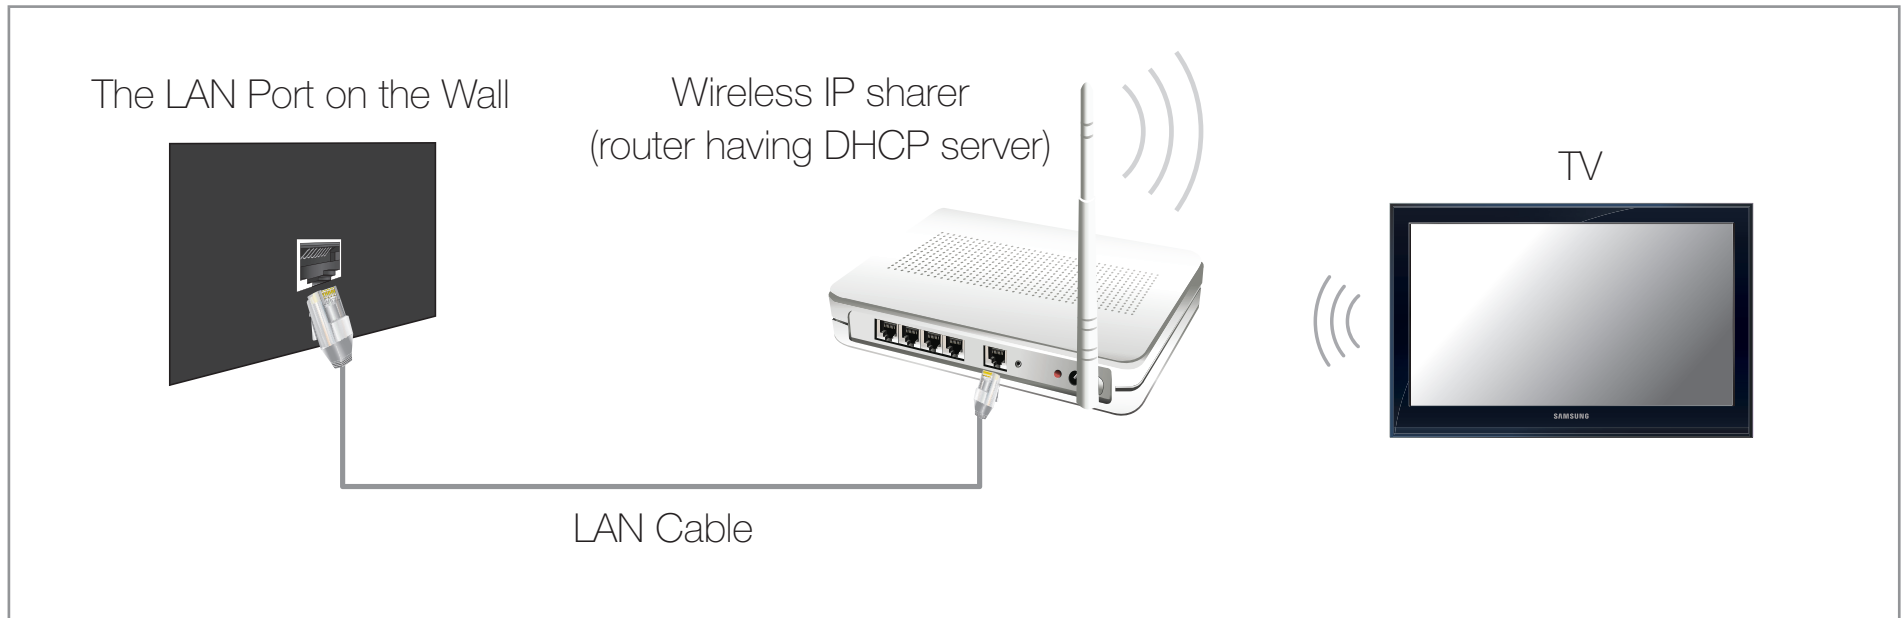 The LAN Port on the Wall
Wireless IP sharer
(router having DHCP server)
TV
SAMSUNG
LAN Cable